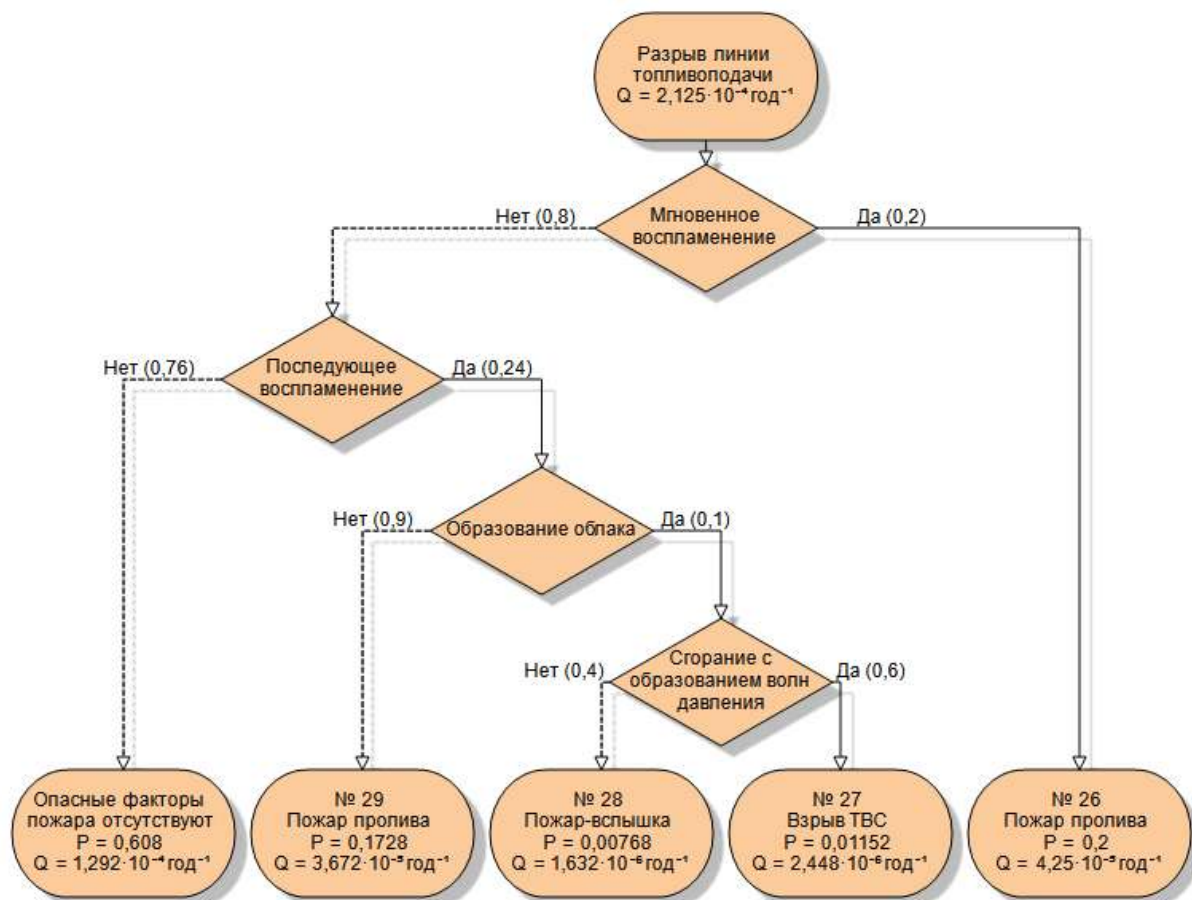 Разрыв линии
топливоподачи
Q = 2,125·10⁻⁴ год⁻¹
Нет (0,8)
Мгновенное
воспламенение
Да (0,2)
Нет (0,76)
Последующее
воспламенение
Да (0,24)
Нет (0,9)
Образование облака
Да (0,1)
Нет (0,4)
Сгорание с
образованием волн
давления
Да (0,6)
Опасные факторы
пожара отсутствуют
P = 0,608
Q = 1,292·10⁻⁴ год⁻¹
№ 29
Пожар пролива
P = 0,1728
Q = 3,672·10⁻⁵ год⁻¹
№ 28
Пожар-вспышка
P = 0,00768
Q = 1,632·10⁻⁶ год⁻¹
№ 27
Взрыв ТВС
P = 0,01152
Q = 2,448·10⁻⁶ год⁻¹
№ 26
Пожар пролива
P = 0,2
Q = 4,25·10⁻⁵ год⁻¹